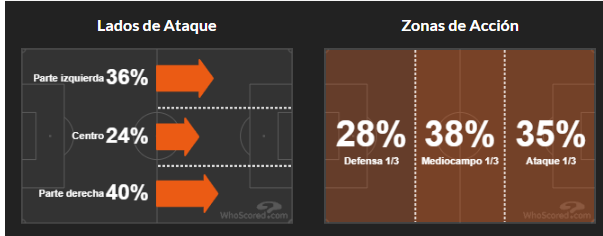 Lados de Ataque
Parte izquierda 36%
Centro 24%
Parte derecha 40%
WhoScored.com
Zonas de Acción
28% 38% 35%
Defensa 1/3 Mediocampo 1/3 Ataque 1/3
WhoScored.com